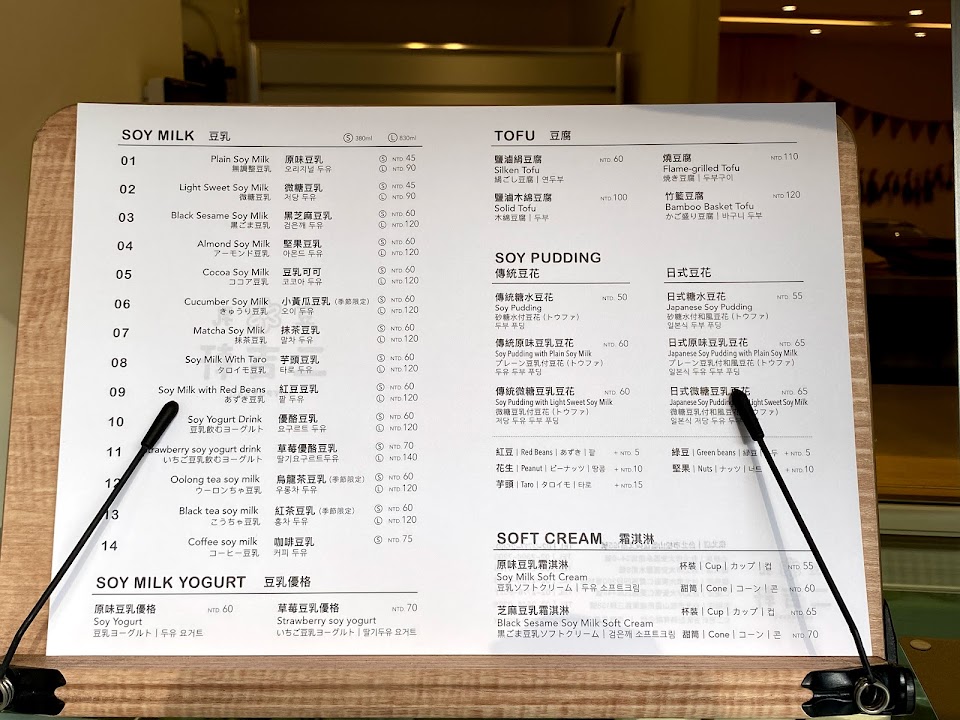 SOY MILK 豆乳 Ⓢ 380ml Ⓛ 830ml
01 Plain Soy Milk 原味豆乳 Ⓢ NTD. 45
無調整豆乳 오리지널 두유 Ⓛ NTD. 90
02 Light Sweet Soy Milk 微糖豆乳 Ⓢ NTD. 45
微糖豆乳 저당 두유 Ⓛ NTD. 90
03 Black Sesame Soy Mlik 黑芝麻豆乳 Ⓢ NTD. 60
黒ごま豆乳 검은깨 두유 Ⓛ NTD. 120
04 Almond Soy Milk 堅果豆乳 Ⓢ NTD. 60
アーモンド豆乳 아몬드 두유 Ⓛ NTD. 120
05 Cocoa Soy Milk 豆乳可可 Ⓢ NTD. 60
ココア豆乳 코코아 두유 Ⓛ NTD. 120
06 Cucumber Soy Milk 小黃瓜豆乳 (季節限定) Ⓢ NTD. 60
きゅうり豆乳 오이 두유 Ⓛ NTD. 120
07 Matcha Soy Mlik 抹茶豆乳 Ⓢ NTD. 60
抹茶豆乳 말차 두유 Ⓛ NTD. 120
08 Soy Milk With Taro 芋頭豆乳 Ⓢ NTD. 60
タロイモ豆乳 타로 두유 Ⓛ NTD. 120
09 Soy Milk with Red Beans 紅豆豆乳 Ⓢ NTD. 60
あずき豆乳 팥 두유 Ⓛ NTD. 120
10 Soy Yogurt Drink 優酪豆乳 Ⓢ NTD. 60
豆乳飲むヨーグルト 요구르트 두유 Ⓛ NTD. 120
11 rawberry soy yogurt drink 草莓優酪豆乳 Ⓢ NTD. 70
いちご豆乳飲むヨーグルト 딸기요구르트두유 Ⓛ NTD. 140
12 Oolong tea soy milk 烏龍茶豆乳 (季節限定) Ⓢ NTD. 60
ウーロンちゃ豆乳 우롱차 두유 Ⓛ NTD. 120
13 Black tea soy milk 紅茶豆乳 (季節限定) Ⓢ NTD. 60
こうちゃ豆乳 홍차 두유 Ⓛ NTD. 120
14 Coffee soy milk 咖啡豆乳 Ⓢ NTD. 75
コーヒー豆乳 커피 두유
SOY MILK YOGURT 豆乳優格
原味豆乳優格 NTD. 60
Soy Yogurt
豆乳ヨーグルト | 두유 요거트
草莓豆乳優格 NTD. 70
Strawberry soy yogurt
いちご豆乳ヨーグルト | 딸기두유 요거트
TOFU 豆腐
鹽滷絹豆腐 NTD. 60
Silken Tofu
絹ごし豆腐 | 연두부
鹽滷木綿豆腐 NTD. 100
Solid Tofu
木綿豆腐 | 두부
燒豆腐 NTD. 110
Flame-grilled Tofu
焼き豆腐 | 두부구이
竹籃豆腐 NTD. 120
Bamboo Basket Tofu
かご盛り豆腐 | 바구니 두부
SOY PUDDING
傳統豆花
傳統糖水豆花 NTD. 50
Soy Pudding
砂糖水付豆花 (トウファ)
두부 푸딩
傳統原味豆乳豆花 NTD. 60
Soy Pudding with Plain Soy Milk
プレーン豆乳付豆花 (トウファ)
두유 두부 푸딩
傳統微糖豆乳豆花 NTD. 60
Soy Pudding with Light Sweet Soy Milk
微糖豆乳付豆花 (トウファ)
저당 두유 두부 푸딩
日式豆花
日式糖水豆花 NTD. 55
Japanese Soy Pudding
砂糖水付和風豆花 (トウファ)
일본식 두부 푸딩
日式原味豆乳豆花 NTD. 65
Japanese Soy Pudding with Plain Soy Milk
プレーン豆乳付和風豆花 (トウファ)
일본식 두유 두부 푸딩
日式微糖豆乳豆花 NTD. 65
Japanese Soy Pudding Light Sweet Soy Milk
微糖豆乳付和風 (トウファ)
일본식 저당 두유 푸딩
紅豆 | Red Beans | あずき | 팥 + NTD. 5
花生 | Peanut | ピーナッツ | 땅콩 + NTD. 10
芋頭 | Taro | タロイモ | 타로 + NTD. 15
綠豆 | Green beans | 緑豆 + NTD. 5
堅果 | Nuts | ナッツ | 너트 + NTD. 10
SOFT CREAM 霜淇淋
原味豆乳霜淇淋 杯裝 | Cup | カップ | 컵 NTD. 55
Soy Milk Soft Cream
豆乳ソフトクリーム | 두유 소프트크림 甜筒 | Cone | コーン | 콘 NTD. 60
芝麻豆乳霜淇淋 杯裝 | Cup | カップ | 컵 NTD. 65
Black Sesame Soy Milk Soft Cream
黒ごま豆乳ソフトクリーム | 검은깨 소프트크림 甜筒 | Cone | コーン | 콘 NTD. 70